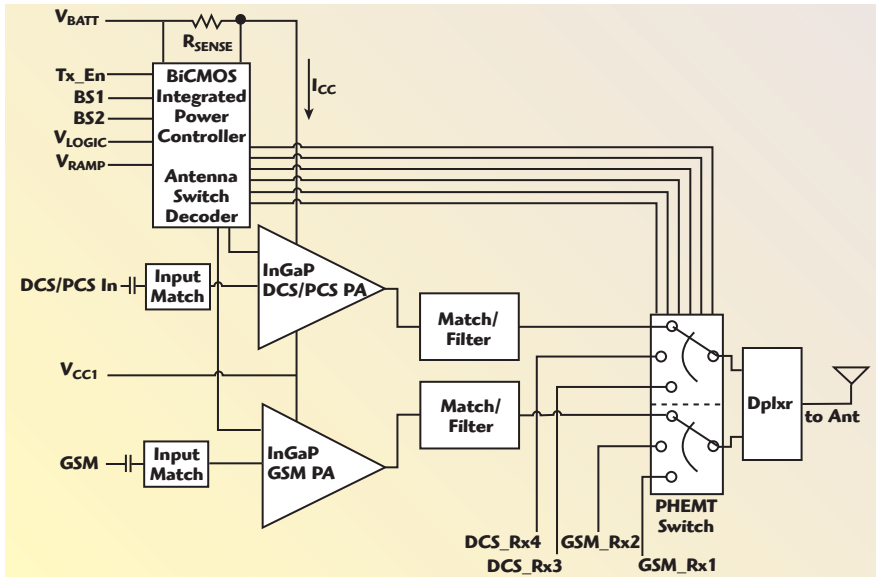 VBATT
RSENSE
ICC
Tx_En
BS1
BS2
VLOGIC
VRAMP
BiCMOS
Integrated
Power
Controller
Antenna
Switch
Decoder
DCS/PCS In
Input
Match
InGaP
DCS/PCS PA
Match/
Filter
VCC1
GSM
Input
Match
InGaP
GSM PA
Match/
Filter
Dplxr
to Ant
PHEMT
Switch
DCS_Rx4
DCS_Rx3
GSM_Rx2
GSM_Rx1